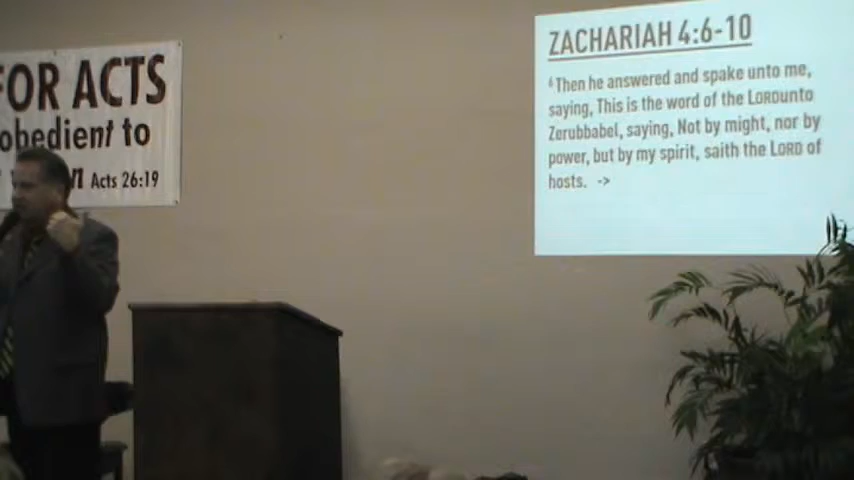 FOR ACTS
obedient to
n Acts 26:19
ZACHARIAH 4:6-10
6 Then he answered and spake unto me,
saying, This is the word of the LORDunto
Zerubbabel, saying, Not by might, nor by
power, but by my spirit, saith the LORD of
hosts. ->